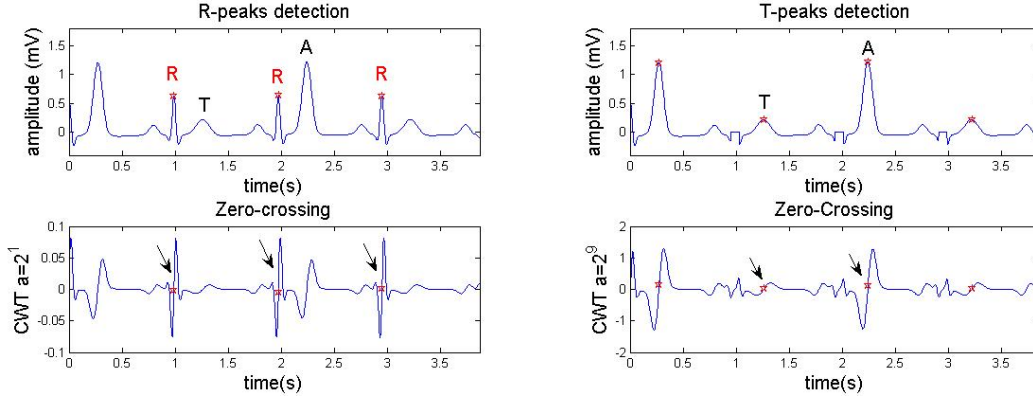 R-peaks detection
amplitude (mV)
1.5
1
0.5
0
R
T
R
A
R
0 0.5 1 1.5 2 2.5 3 3.5
time(s)
T-peaks detection
amplitude (mV)
1.5
1
0.5
0
T
A
0 0.5 1 1.5 2 2.5 3 3.5
time(s)
Zero-crossing
CWT a=2¹
0.1
0.05
0
-0.05
-0.1
0 0.5 1 1.5 2 2.5 3 3.5
time(s)
Zero-Crossing
CWT a=2⁹
2
1
0
-1
-2
0 0.5 1 1.5 2 2.5 3 3.5
time(s)